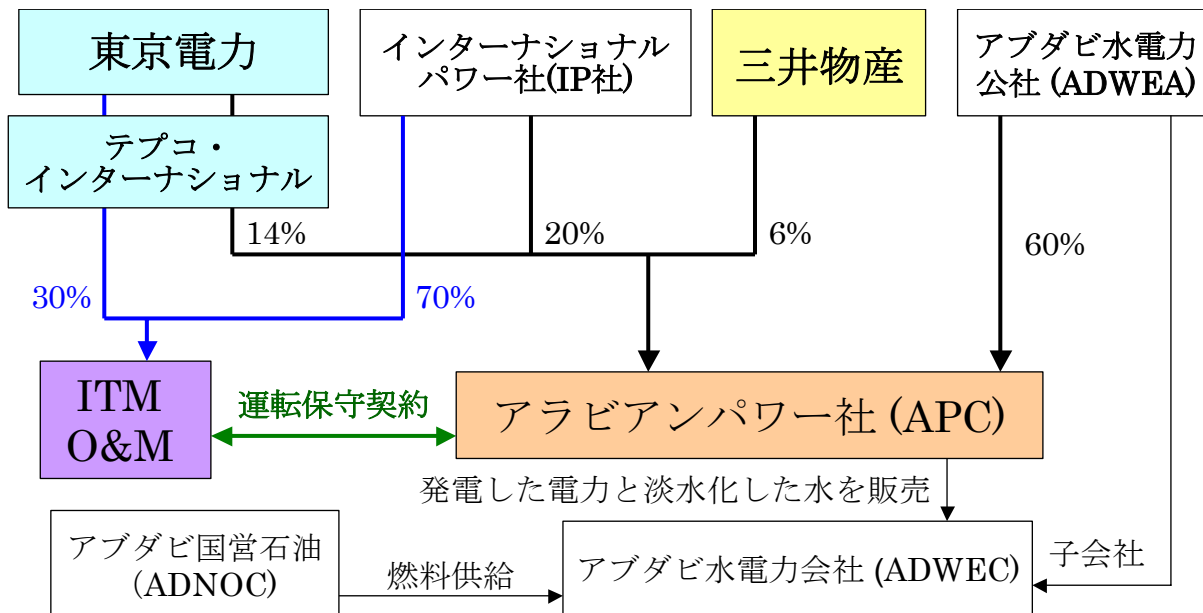 東京電力
インターナショナル
パワー社(IP社)
三井物産
アブダビ水電力
公社 (ADWEA)
テプコ・
インターナショナル
14%
20%
6%
60%
30%
70%
ITM
O&M
運転保守契約
アラビアンパワー社 (APC)
発電した電力と淡水化した水を販売
アブダビ国営石油
(ADNOC)
燃料供給
アブダビ水電力会社 (ADWEC)
子会社